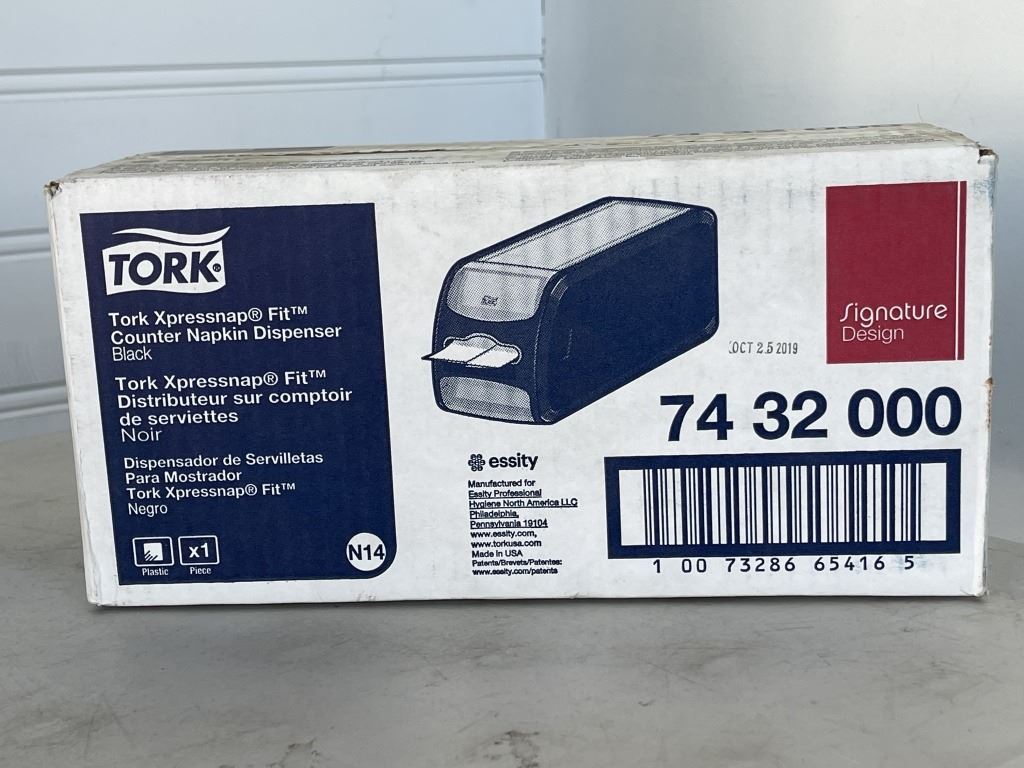 TORK®
Tork Xpressnap® Fit™
Counter Napkin Dispenser
Black
Tork Xpressnap® Fit™
Distributeur sur comptoir
de serviettes
Noir
Dispensador de Servilletas
Para Mostrador
Tork Xpressnap® Fit™
Negro
Plastic
x1
Piece
N14
OCT 25 2019
Signature
Design
74 32 000
essity
Manufactured for
Essity Professional
Hygiene North America LLC
Philadelphia,
Pennsylvania 19104
www.essity.com,
www.torkusa.com
Made in USA
Patents/Brevets/Patentes:
www.essity.com/patents
1 00 73286 65416 5